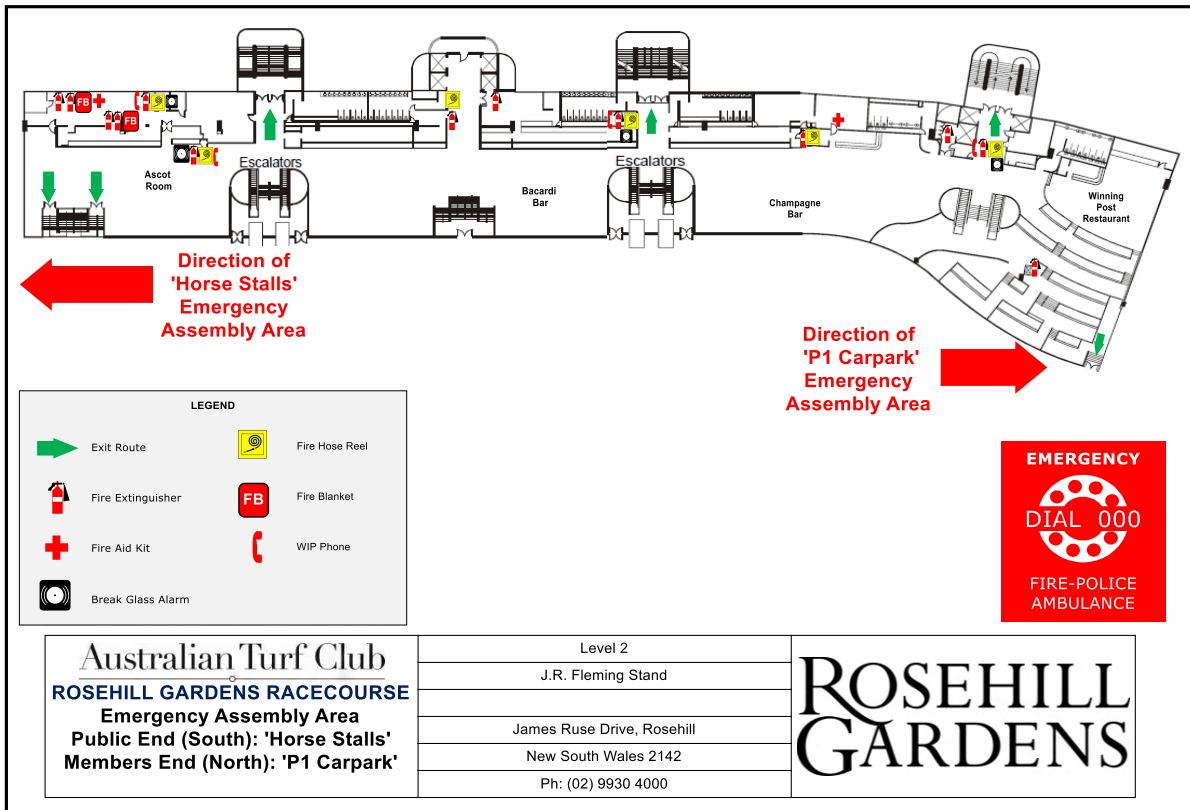 FB
FB
Escalators
Escalators
Ascot
Room
Bacardi
Bar
Champagne
Bar
Winning
Post
Restaurant
Direction of
'Horse Stalls'
Emergency
Assembly Area
Direction of
'P1 Carpark'
Emergency
Assembly Area
LEGEND
Exit Route
Fire Hose Reel
Fire Extinguisher
FB
Fire Blanket
Fire Aid Kit
WIP Phone
Break Glass Alarm
EMERGENCY
DIAL 000
FIRE-POLICE
AMBULANCE
Australian Turf Club
ROSEHILL GARDENS RACECOURSE
Emergency Assembly Area
Public End (South): 'Horse Stalls'
Members End (North): 'P1 Carpark'
Level 2
J.R. Fleming Stand
James Ruse Drive, Rosehill
New South Wales 2142
Ph: (02) 9930 4000
ROSEHILL
GARDENS